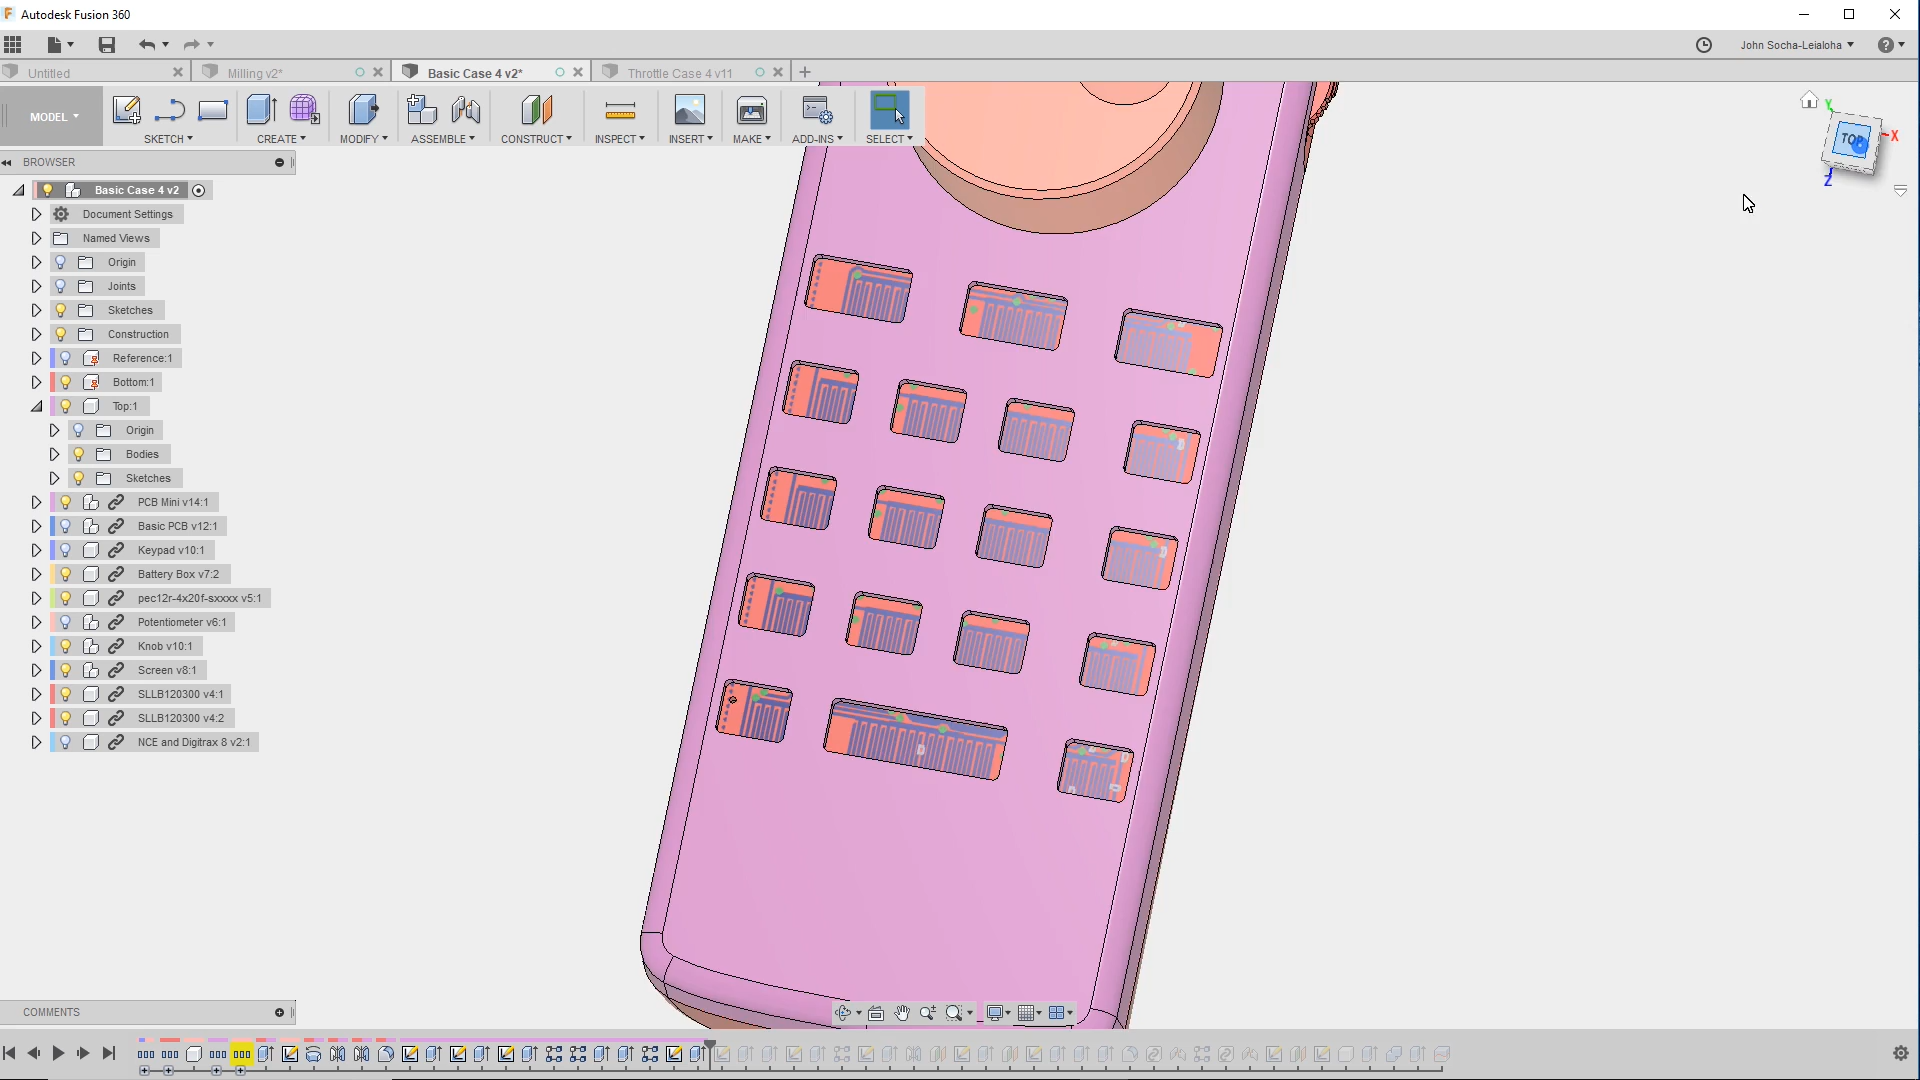 Autodesk Fusion 360
John Socha-Leialoha
Untitled
Milling v2*
Basic Case 4 v2*
Throttle Case 4 v11
MODEL
SKETCH
CREATE
MODIFY
ASSEMBLE
CONSTRUCT
INSPECT
INSERT
MAKE
ADD-INS
SELECT
Y
TOP
X
Z
BROWSER
Basic Case 4 v2
Document Settings
Named Views
Origin
Joints
Sketches
Construction
Reference:1
Bottom:1
Top:1
Origin
Bodies
Sketches
PCB Mini v14:1
Basic PCB v12:1
Keypad v10:1
Battery Box v7:2
pec12r-4x20f-sxxxx v5:1
Potentiometer v6:1
Knob v10:1
Screen v8:1
SLLB120300 v4:1
SLLB120300 v4:2
NCE and Digitrax 8 v2:1
COMMENTS